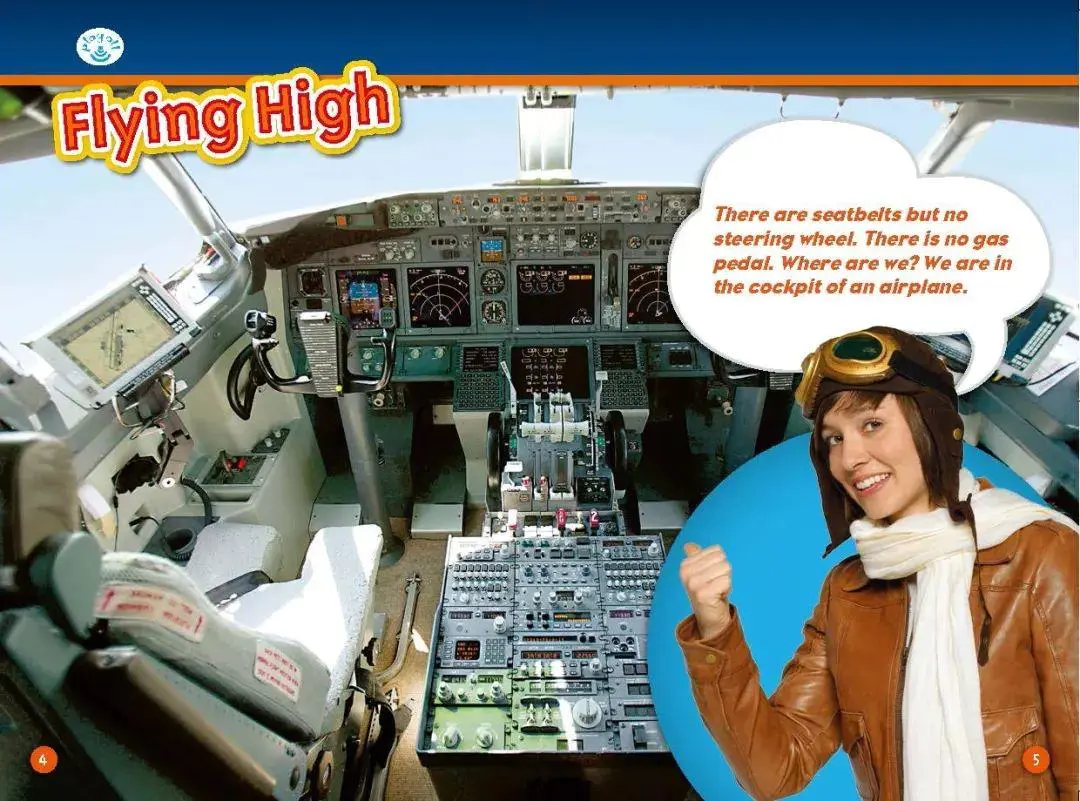 playall
Flying High
There are seatbelts but no
steering wheel. There is no gas
pedal. Where are we? We are in
the cockpit of an airplane.
4
5